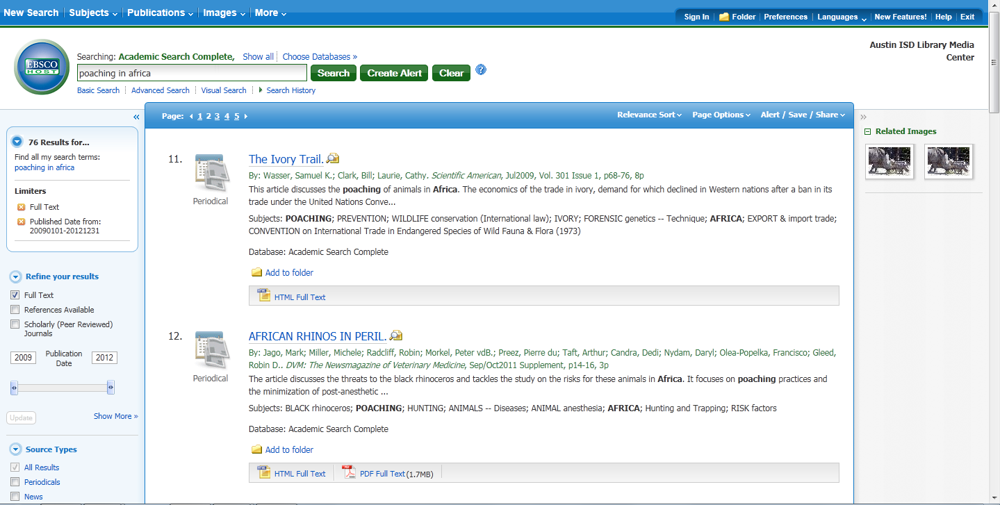 New Search Subjects Publications Images More
Sign In Folder Preferences Languages New Features! Help Exit
EBSCO
HOST
Searching: Academic Search Complete, Show all Choose Databases »
poaching in africa
Search Create Alert Clear ?
Basic Search Advanced Search Visual Search Search History
Austin ISD Library Media
Center
«
76 Results for...
Find all my search terms:
poaching in africa
Limiters
Full Text
Published Date from:
20090101-20121231
Refine your results
Full Text
References Available
Scholarly (Peer Reviewed)
Journals
2009 Publication
Date 2012
Update Show More »
Source Types
All Results
Periodicals
News
Page: 1 2 3 4 5
Relevance Sort Page Options Alert / Save / Share
11. The Ivory Trail.
By: Wasser, Samuel K.; Clark, Bill; Laurie, Cathy. Scientific American, Jul2009, Vol. 301 Issue 1, p68-76, 8p
Periodical
This article discusses the poaching of animals in Africa. The economics of the trade in ivory, demand for which declined in Western nations after a ban in its
trade under the United Nations Conve...
Subjects: POACHING; PREVENTION; WILDLIFE conservation (International law); IVORY; FORENSIC genetics -- Technique; AFRICA; EXPORT & import trade;
CONVENTION on International Trade in Endangered Species of Wild Fauna & Flora (1973)
Database: Academic Search Complete
Add to folder
HTML Full Text
12. AFRICAN RHINOS IN PERIL.
By: Jago, Mark; Miller, Michele; Radcliff, Robin; Morkel, Peter vdB.; Preez, Pierre du; Taft, Arthur; Candra, Dedi; Nydam, Daryl; Olea-Popelka, Francisco; Gleed,
Robin D.. DVM: The Newsmagazine of Veterinary Medicine, Sep/Oct2011 Supplement, p14-16, 3p
Periodical
The article discusses the threats to the black rhinoceros and tackles the study on the risks for these animals in Africa. It focuses on poaching practices and
the minimization of post-anesthetic ...
Subjects: BLACK rhinoceros; POACHING; HUNTING; ANIMALS -- Diseases; ANIMAL anesthesia; AFRICA; Hunting and Trapping; RISK factors
Database: Academic Search Complete
Add to folder
HTML Full Text PDF Full Text (1.7MB)
»
Related Images